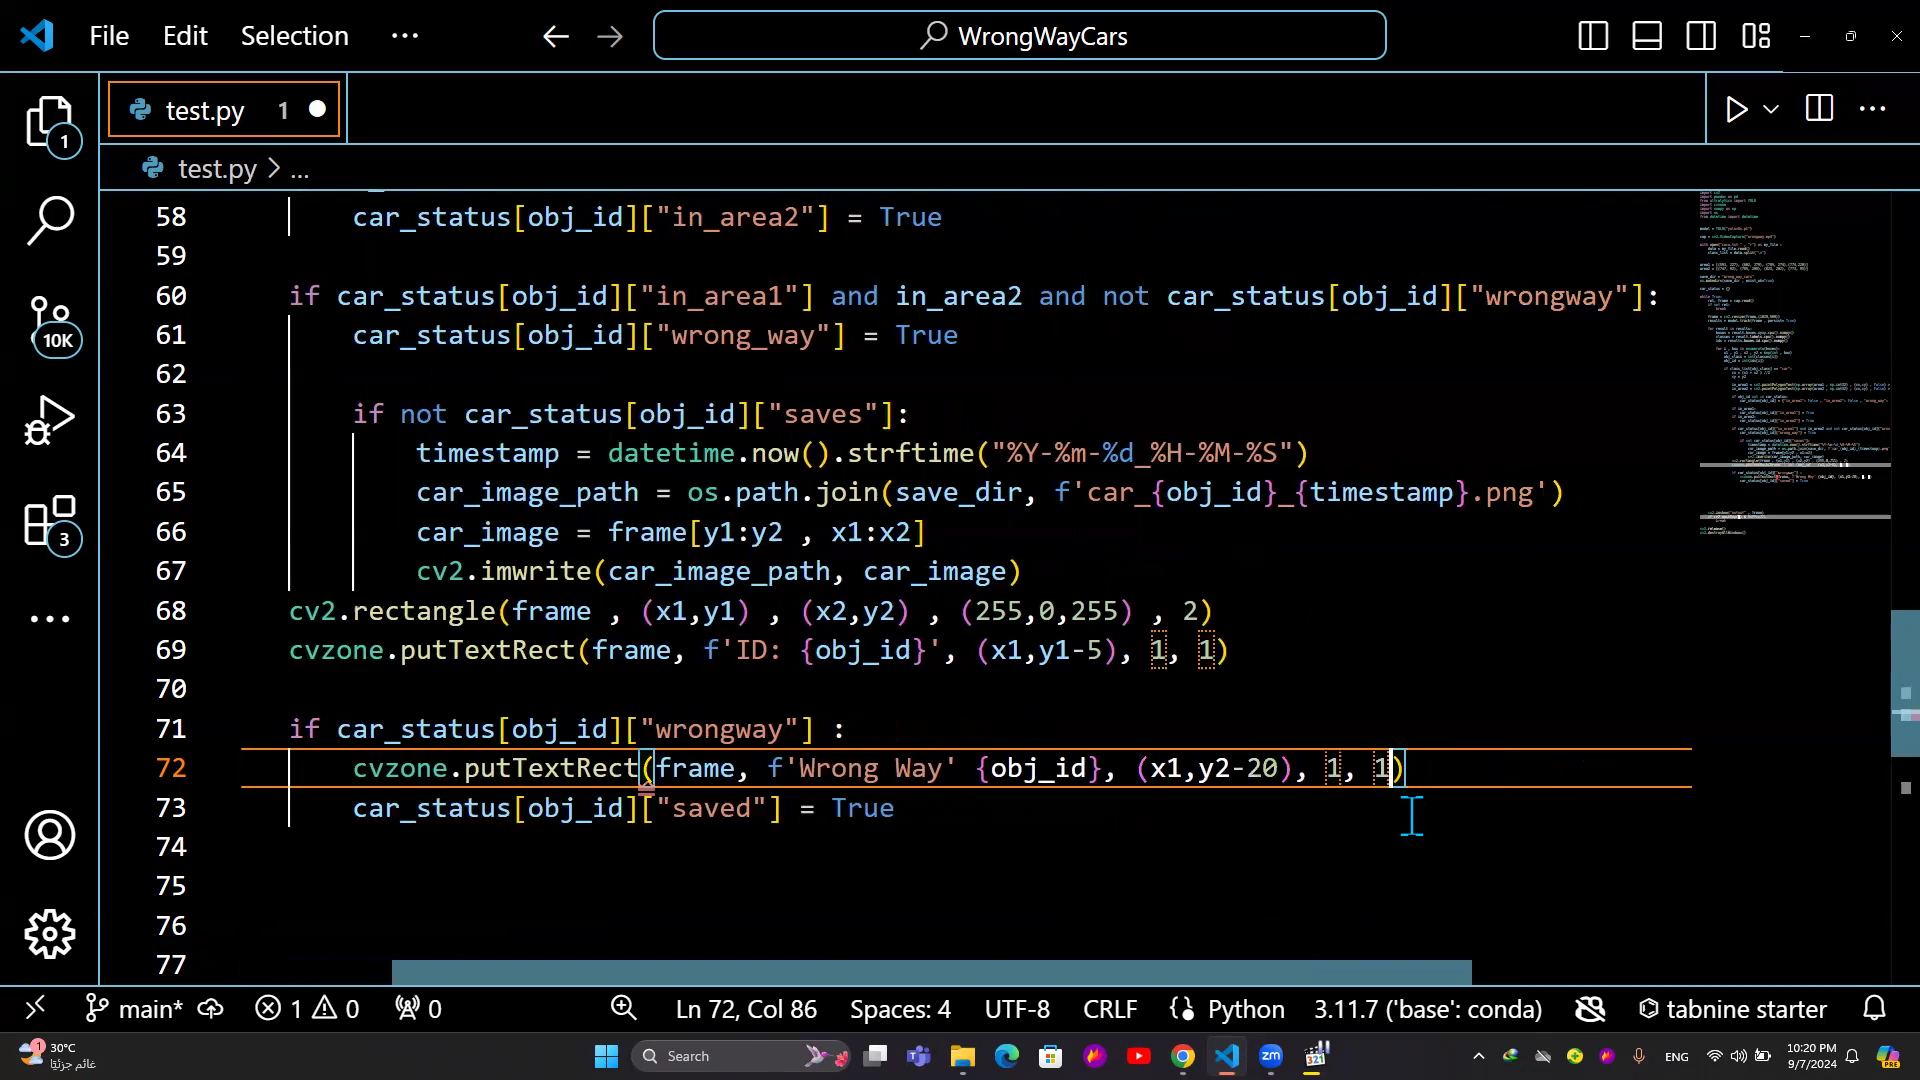 File Edit Selection ··· WrongWayCars
test.py 1
test.py > ...
1
10K
3
58 car_status[obj_id]["in_area2"] = True
59
60 if car_status[obj_id]["in_area1"] and in_area2 and not car_status[obj_id]["wrongway"]:
61 car_status[obj_id]["wrong_way"] = True
62
63 if not car_status[obj_id]["saves"]:
64 timestamp = datetime.now().strftime("%Y-%m-%d_%H-%M-%S")
65 car_image_path = os.path.join(save_dir, f'car_{obj_id}_{timestamp}.png')
66 car_image = frame[y1:y2 , x1:x2]
67 cv2.imwrite(car_image_path, car_image)
68 cv2.rectangle(frame , (x1,y1) , (x2,y2) , (255,0,255) , 2)
69 cvzone.putTextRect(frame, f'ID: {obj_id}', (x1,y1-5), 1, 1)
70
71 if car_status[obj_id]["wrongway"] :
72 cvzone.putTextRect(frame, f'Wrong Way' {obj_id}, (x1,y2-20), 1, 1)
73 car_status[obj_id]["saved"] = True
74
75
76
77
main* 1 0 0 Ln 72, Col 86 Spaces: 4 UTF-8 CRLF Python 3.11.7 ('base': conda) tabnine starter
1 30°C
غائم جزئيًا
Search
zm
321
ENG
10:20 PM
9/7/2024
PRE